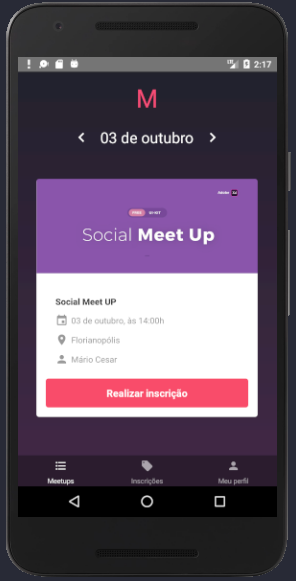 2:17
M
03 de outubro
Social Meet Up
Social Meet UP
03 de outubro, às 14:00h
Florianopólis
Mário Cesar
Realizar inscrição
Meetups
Inscrições
Meu perfil